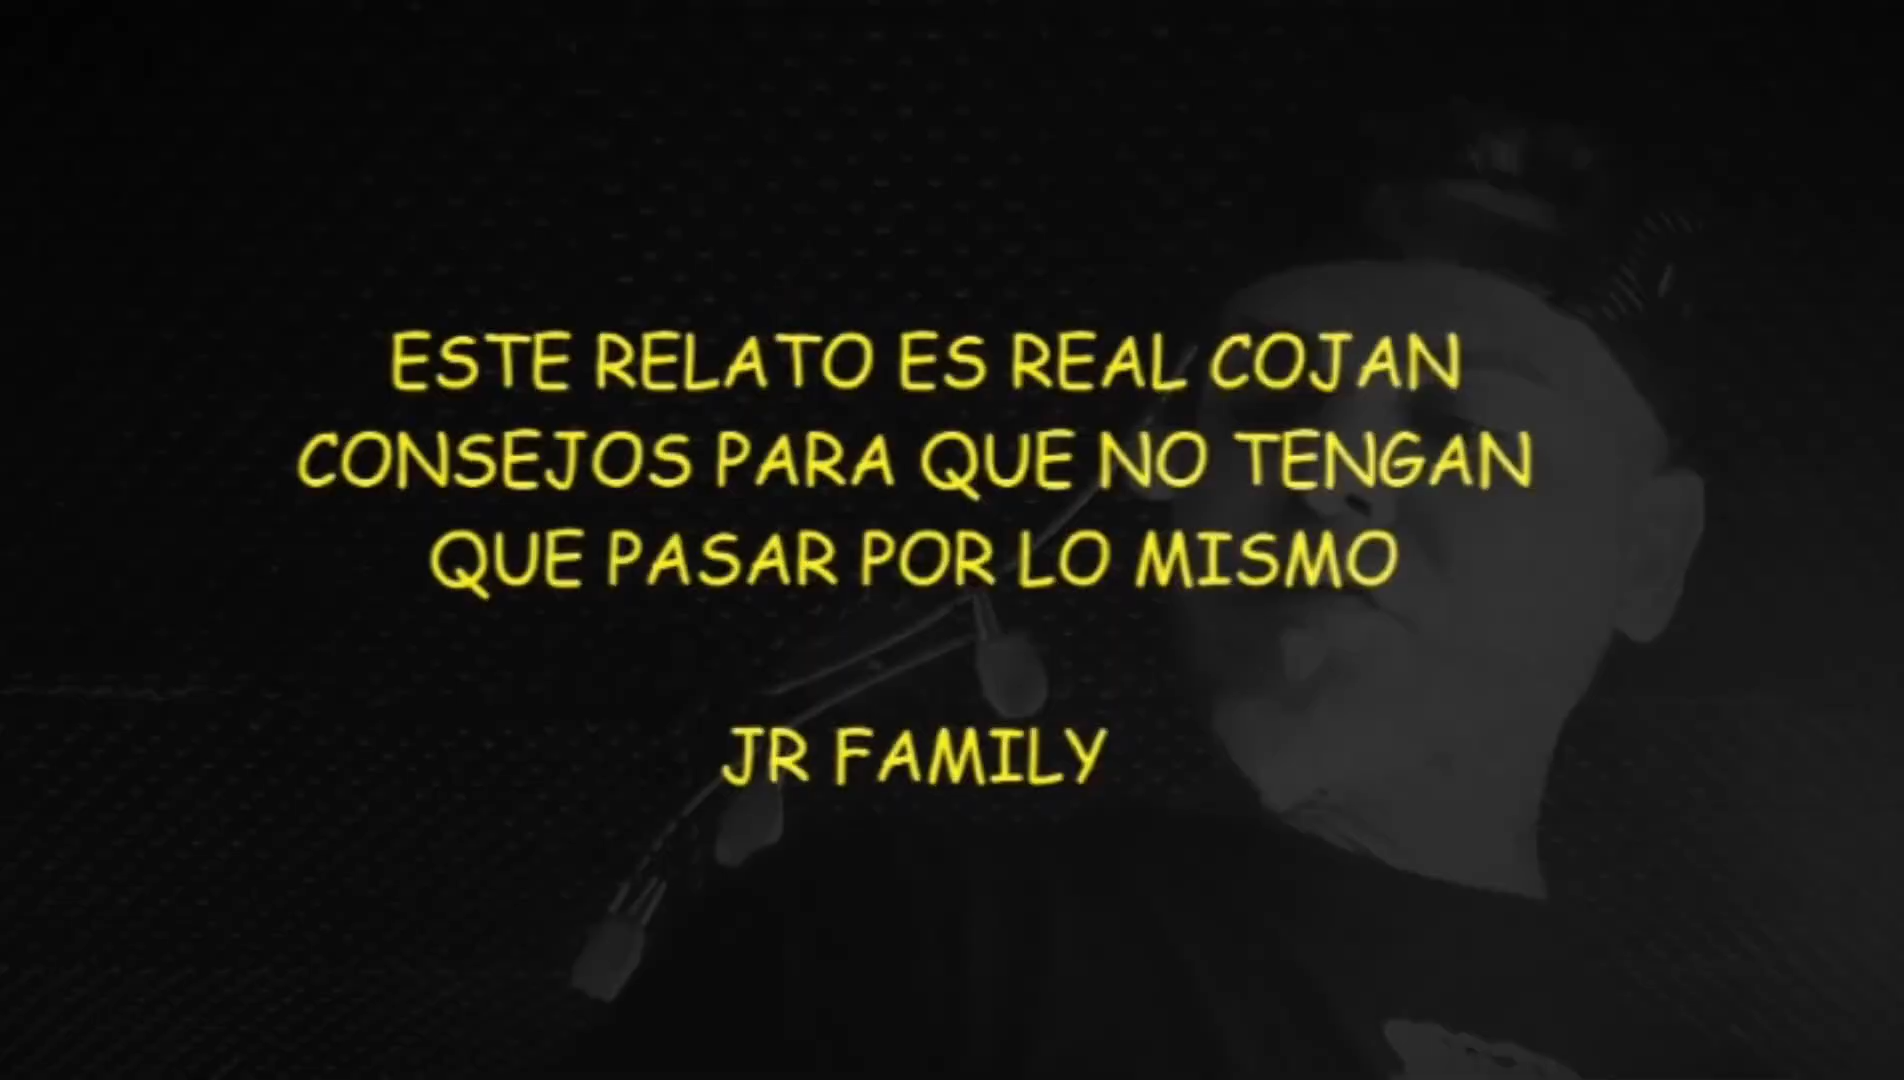 ESTE RELATO ES REAL COJAN
CONSEJOS PARA QUE NO TENGAN
QUE PASAR POR LO MISMO
JR FAMILY